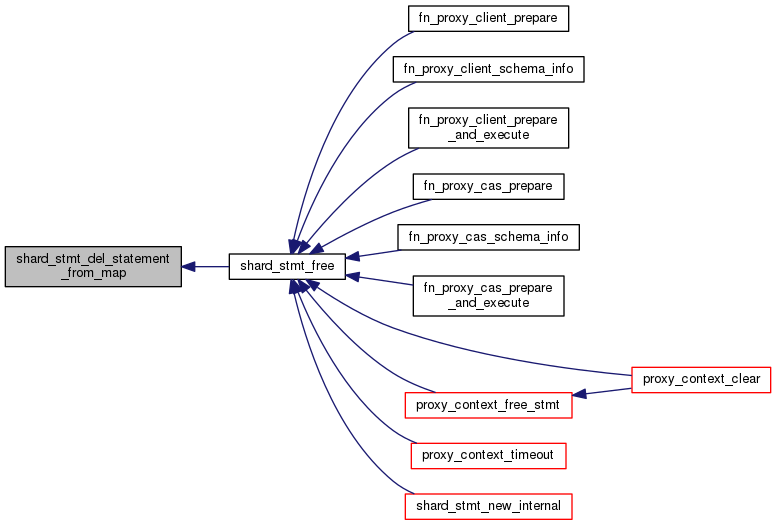 fn_proxy_client_prepare
fn_proxy_client_schema_info
fn_proxy_client_prepare
_and_execute
fn_proxy_cas_prepare
fn_proxy_cas_schema_info
shard_stmt_del_statement
_from_map
shard_stmt_free
fn_proxy_cas_prepare
_and_execute
proxy_context_clear
proxy_context_free_stmt
proxy_context_timeout
shard_stmt_new_internal